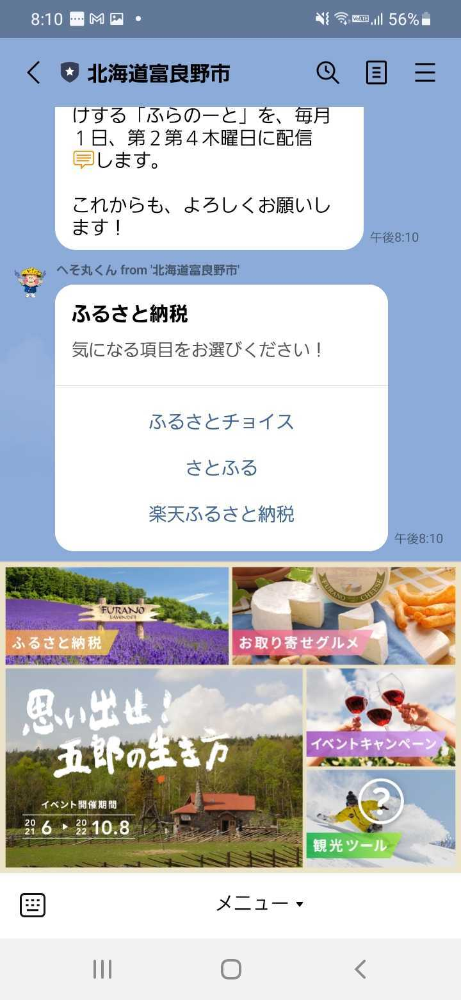 8:10
VoLTE
56%
北海道富良野市
けする「ふらのーと」を、毎月
１日、第２第４木曜日に配信
します。
これからも、よろしくお願いし
ます！
午後8:10
へそ丸くん from '北海道富良野市'
ふるさと納税
気になる項目をお選びください！
ふるさとチョイス
さとふる
楽天ふるさと納税
午後8:10
FURANO
LAVENDER
ふるさと納税
FURANO CHEESE
お取り寄せグルメ
思い出せ！
五郎の生き方
イベント開催期間
2021 6 ▶ 2022 10.8
イベントキャンペーン
?
観光ツール
メニュー ▾